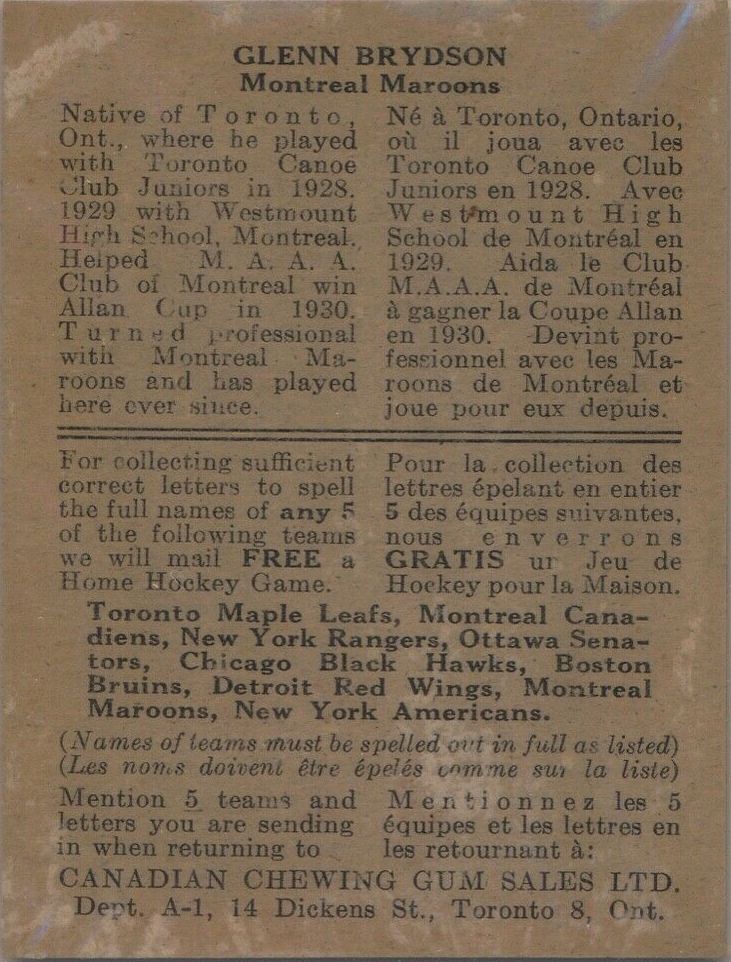 GLENN BRYDSON
Montreal Maroons
Native of Toronto,
Ont., where he played
with Toronto Canoe
Club Juniors in 1928.
1929 with Westmount
High School, Montreal.
Helped M. A. A. A.
Club of Montreal win
Allan Cup in 1930.
Turned professional
with Montreal Ma-
roons and has played
here ever since.
Né à Toronto, Ontario,
où il joua avec les
Toronto Canoe Club
Juniors en 1928. Avec
Westmount High
School de Montréal en
1929. Aida le Club
M.A.A.A. de Montréal
à gagner la Coupe Allan
en 1930. Devint pro-
fessionnel avec les Ma-
roons de Montréal et
joue pour eux depuis.
For collecting sufficient
correct letters to spell
the full names of any 5
of the following teams
we will mail FREE a
Home Hockey Game.
Pour la collection des
lettres épelant en entier
5 des équipes suivantes,
nous enverrons
GRATIS un Jeu de
Hockey pour la Maison.
Toronto Maple Leafs, Montreal Cana-
diens, New York Rangers, Ottawa Sena-
tors, Chicago Black Hawks, Boston
Bruins, Detroit Red Wings, Montreal
Maroons, New York Americans.
(Names of teams must be spelled out in full as listed)
(Les noms doivent être épelés comme sur la liste)
Mention 5 teams and
letters you are sending
in when returning to
Mentionnez les 5
équipes et les lettres en
les retournant à:
CANADIAN CHEWING GUM SALES LTD.
Dept. A-1, 14 Dickens St., Toronto 8, Ont.